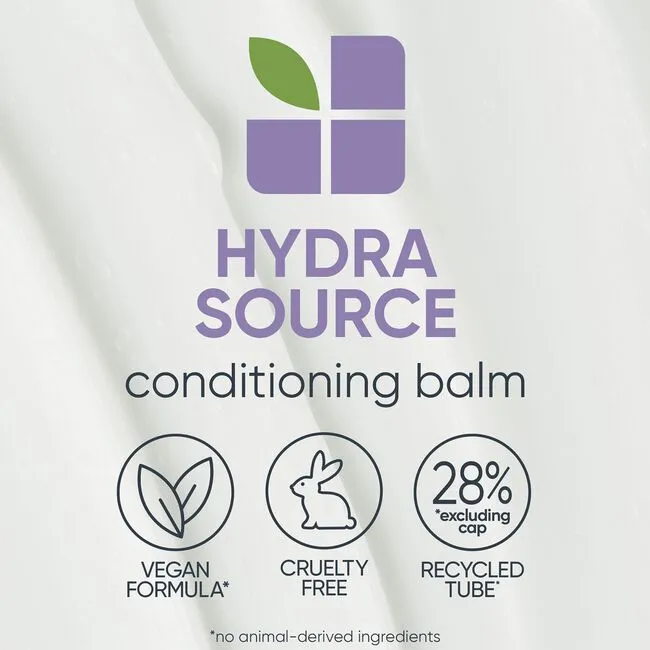 HYDRA
SOURCE
conditioning balm
28%
*excluding
cap
VEGAN
FORMULA*
CRUELTY
FREE
RECYCLED
TUBE*
*no animal-derived ingredients